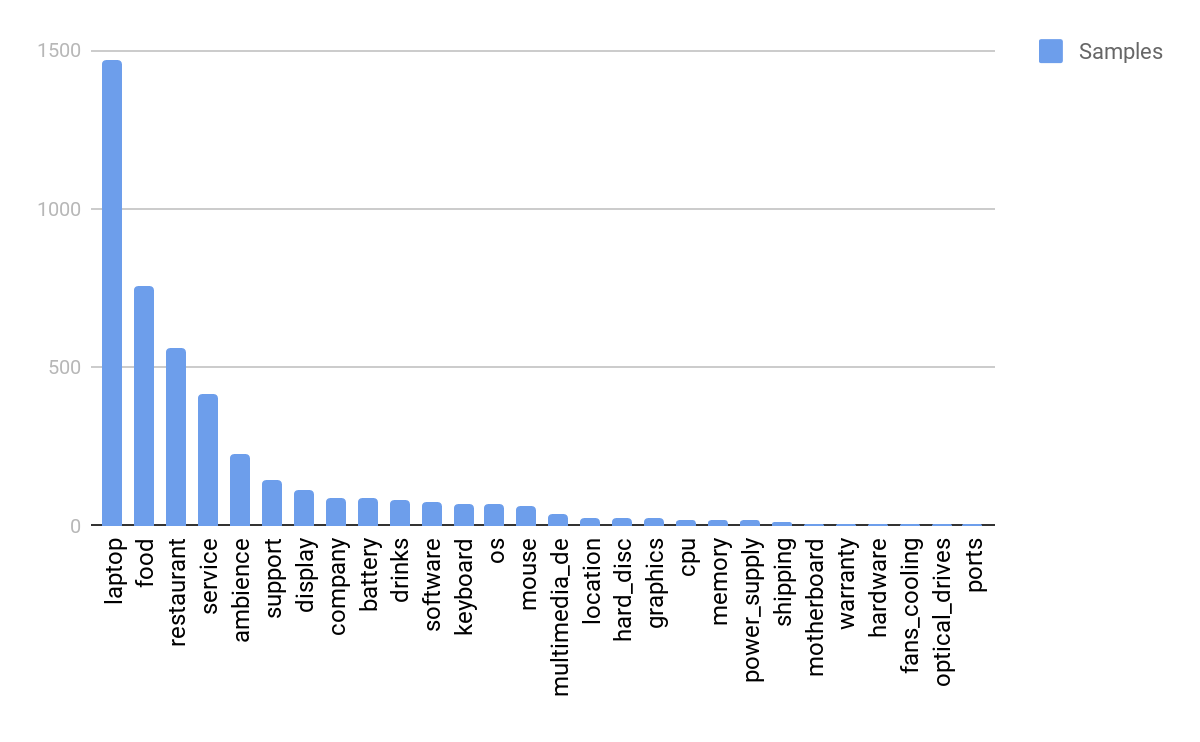 1500
1000
500
0
Samples
laptop
food
restaurant
service
ambience
support
display
company
battery
drinks
software
keyboard
os
mouse
multimedia_de
location
hard_disc
graphics
cpu
memory
power_supply
shipping
motherboard
warranty
hardware
fans_cooling
optical_drives
ports